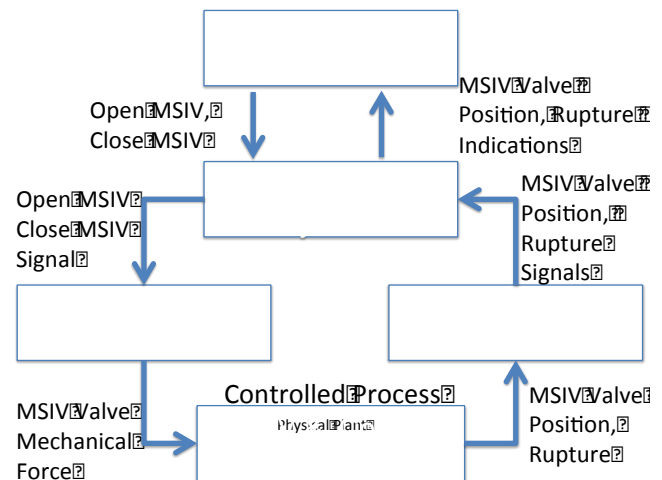 MSIV Valve
Open MSIV,
Position, Rupture
Close MSIV
Indications
Open MSIV
Close MSIV
Signal
MSIV Valve
Position,
Rupture
Signals
Controlled Process
Physical Plant
MSIV Valve
Mechanical
Force
MSIV Valve
Position,
Rupture